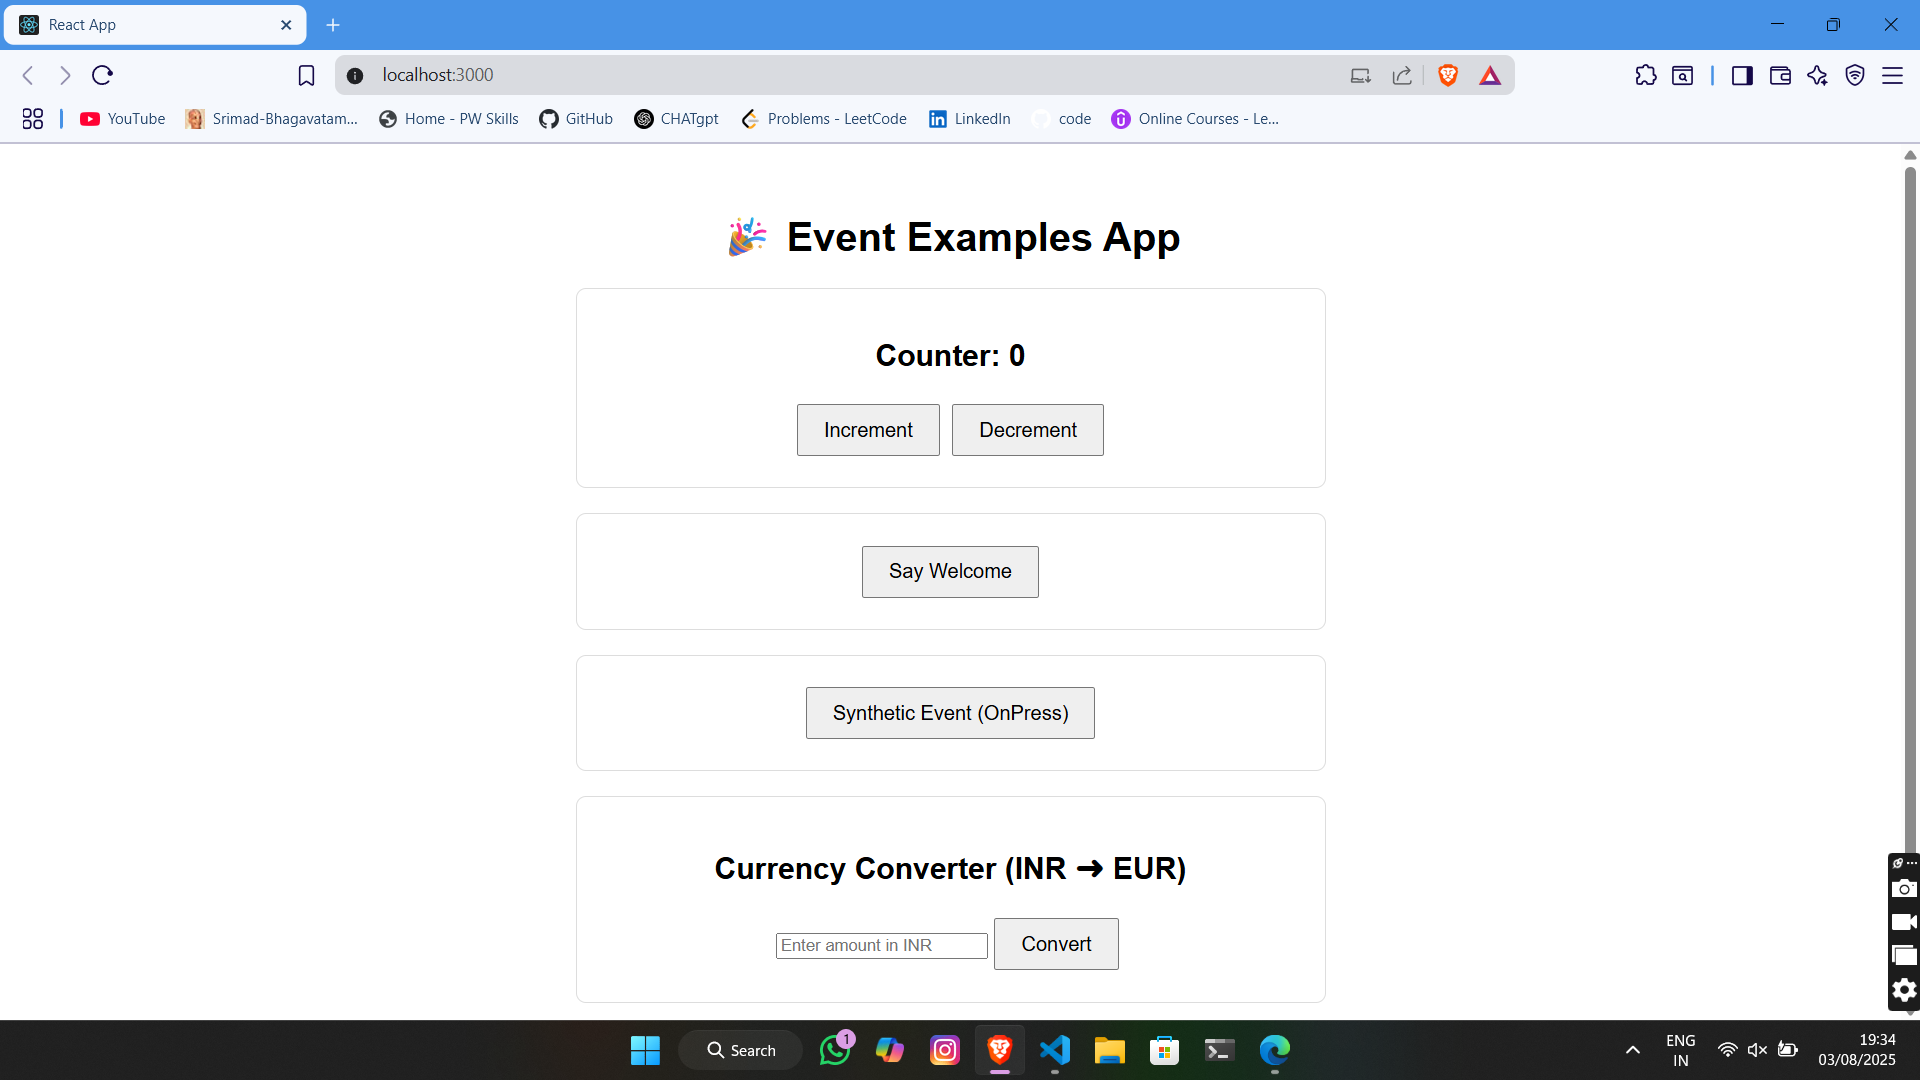 React App
localhost:3000
YouTube
Srimad-Bhagavatam...
Home - PW Skills
GitHub
CHATgpt
Problems - LeetCode
LinkedIn
code
Online Courses - Le...
🎉 Event Examples App
Counter: 0
Increment
Decrement
Say Welcome
Synthetic Event (OnPress)
Currency Converter (INR ➜ EUR)
Enter amount in INR
Convert
Search
1
ENG
IN
19:34
03/08/2025